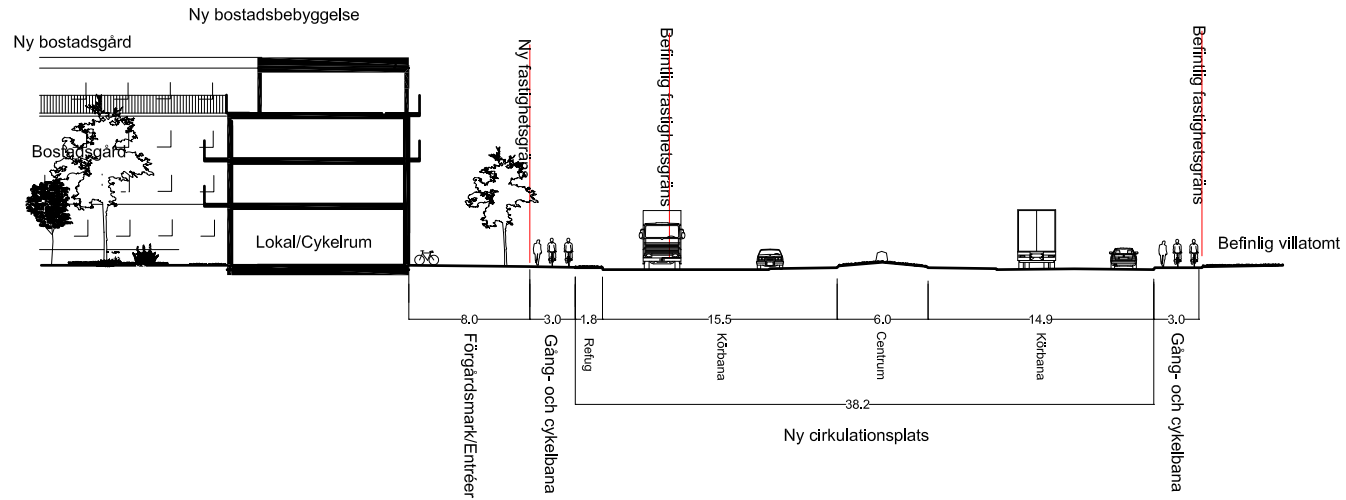 Ny bostadsbebyggelse
Ny bostadsgård
Bostadsgård
Lokal/Cykelrum
Ny fastighetsgräns
Befintlig fastighetsgräns
Befintlig fastighetsgräns
Befinlig villatomt
8.0
3.0
1.8
15.5
6.0
14.9
3.0
Förgårdsmark/Entréer
Gång- och cykelbana
Refug
Körbana
Centrum
Körbana
Gång- och cykelbana
38.2
Ny cirkulationsplats